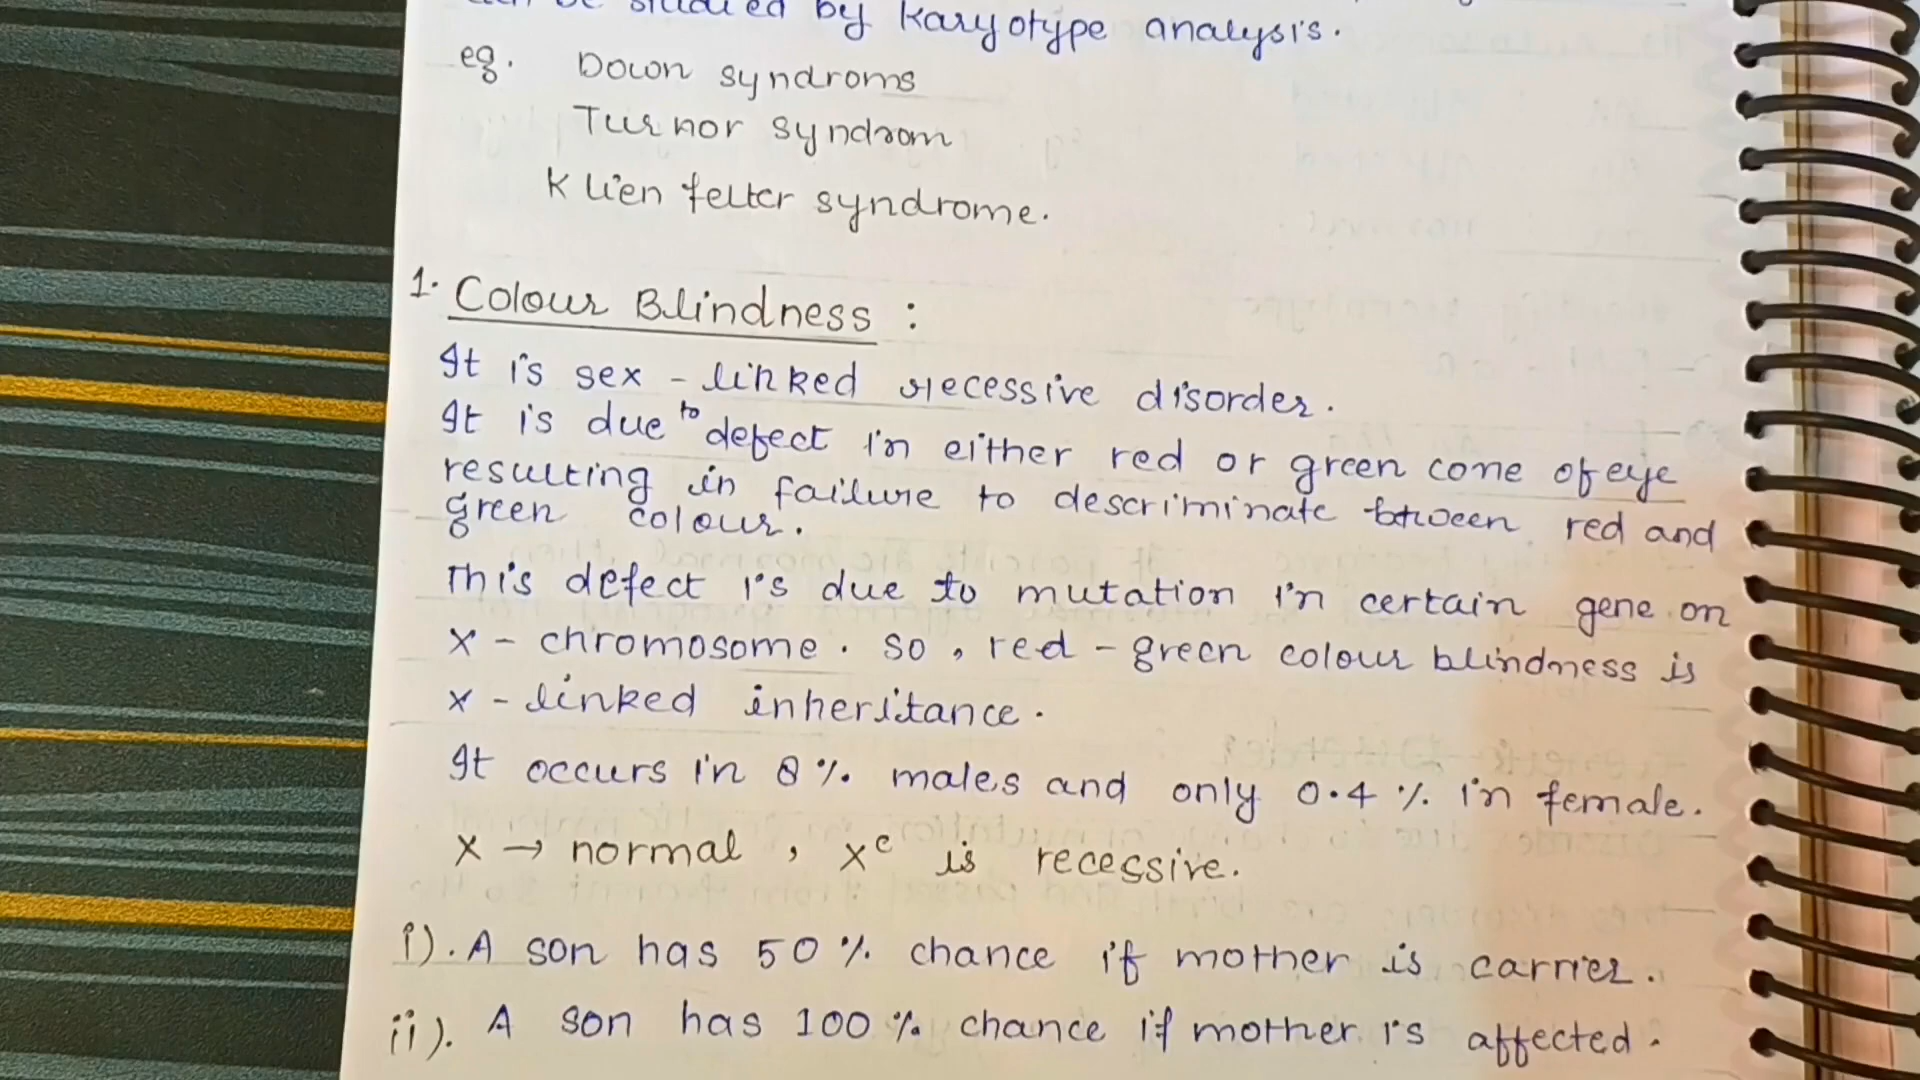 be studied by Karyotype analysis.
eg. Down syndroms
Turnor syndrom
Klien felter syndrome.
1. Colour Blindness :
It is sex - linked recessive disorder.
It is due to defect in either red or green cone of eye
resulting in failure to descriminate between red and
green colour.
This defect is due to mutation in certain gene on
X - chromosome. So, red - green colour blindness is
X - linked inheritance.
It occurs in 8 % males and only 0.4 % in female.
X → normal , Xᶜ is recessive.
i). A son has 50 % chance if mother is carrier.
ii). A son has 100 % chance if mother is affected.